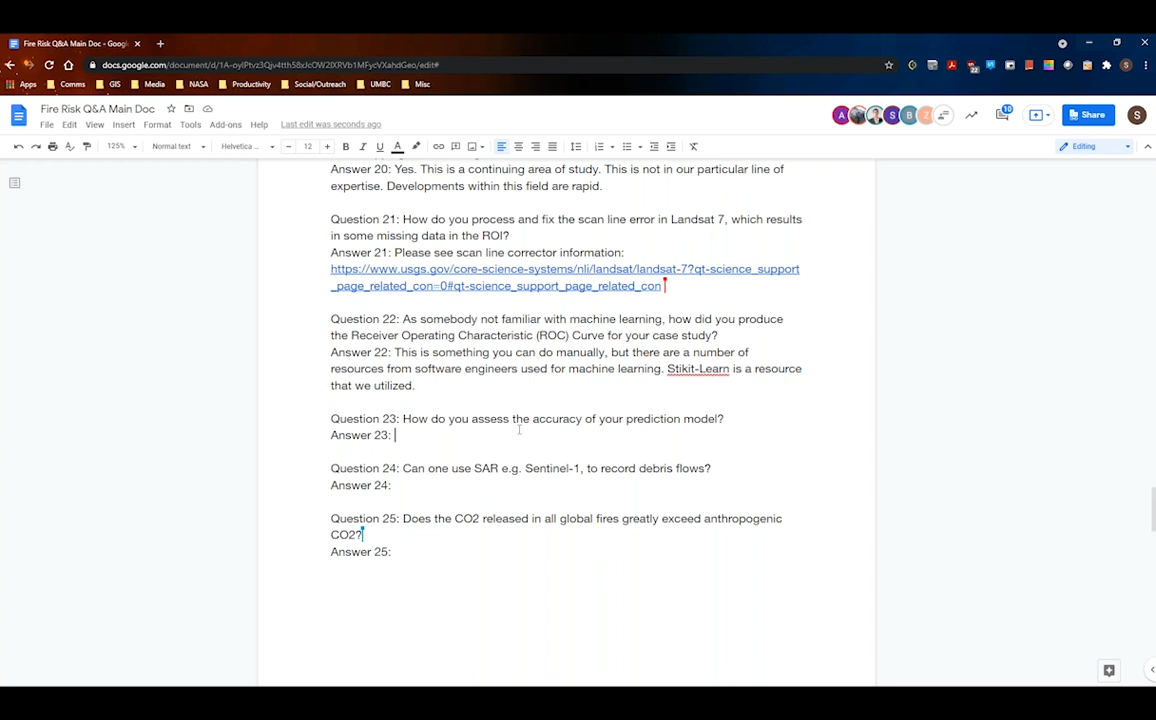 Fire Risk Q&A Main Doc - Googl
docs.google.com/document/d/1A-oylPtvz3Qjv4tth58xJcOW2lXRVb1MFycVXahdGeo/edit#
Apps Comms GIS Media NASA Productivity Social/Outreach UMBC Misc
Fire Risk Q&A Main Doc
File Edit View Insert Format Tools Add-ons Help Last edit was seconds ago
A S B Z 10 Share S
125% Normal text Helvetica ... 12 B I U A Editing
Answer 20: Yes. This is a continuing area of study. This is not in our particular line of
expertise. Developments within this field are rapid.
Question 21: How do you process and fix the scan line error in Landsat 7, which results
in some missing data in the ROI?
Answer 21: Please see scan line corrector information:
https://www.usgs.gov/core-science-systems/nli/landsat/landsat-7?qt-science_support
_page_related_con=0#qt-science_support_page_related_con
Question 22: As somebody not familiar with machine learning, how did you produce
the Receiver Operating Characteristic (ROC) Curve for your case study?
Answer 22: This is something you can do manually, but there are a number of
resources from software engineers used for machine learning. Stikit-Learn is a resource
that we utilized.
Question 23: How do you assess the accuracy of your prediction model?
Answer 23:
Question 24: Can one use SAR e.g. Sentinel-1, to record debris flows?
Answer 24:
Question 25: Does the CO2 released in all global fires greatly exceed anthropogenic
CO2?
Answer 25: